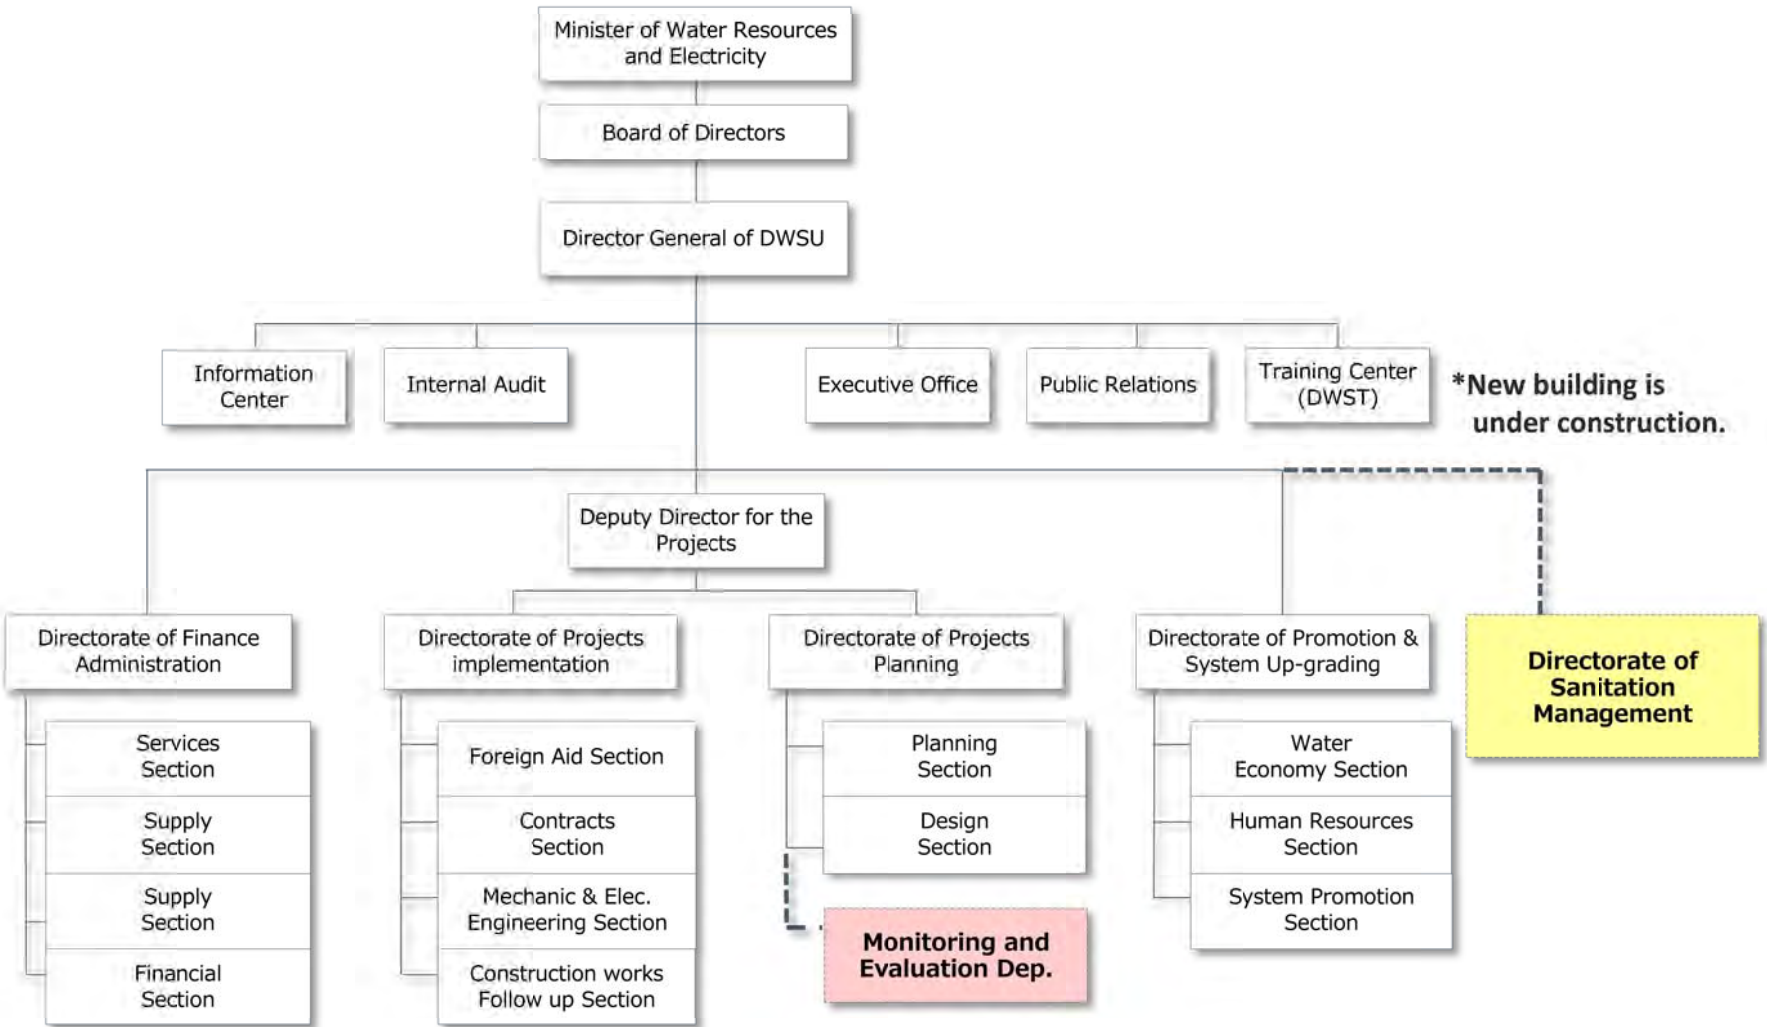 Minister of Water Resources
and Electricity
Board of Directors
Director General of DWSU
Information
Center
Internal Audit
Executive Office
Public Relations
Training Center
(DWST)
*New building is
under construction.
Deputy Director for the
Projects
Directorate of Finance
Administration
Services
Section
Supply
Section
Supply
Section
Financial
Section
Directorate of Projects
implementation
Foreign Aid Section
Contracts
Section
Mechanic & Elec.
Engineering Section
Construction works
Follow up Section
Directorate of Projects
Planning
Planning
Section
Design
Section
Monitoring and
Evaluation Dep.
Directorate of Promotion &
System Up-grading
Water
Economy Section
Human Resources
Section
System Promotion
Section
Directorate of
Sanitation
Management